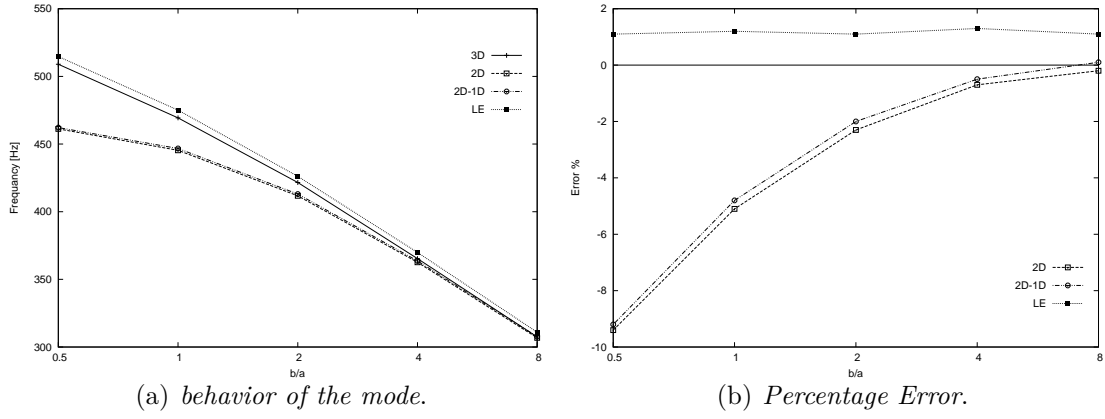 550
500
450
400
350
300
0.5
1
2
4
8
Frequancy [Hz]
b/a
3D
2D
2D-1D
LE
(a) behavior of the mode.
2
0
-2
-4
-6
-8
-10
0.5
1
2
4
8
Error %
b/a
2D
2D-1D
LE
(b) Percentage Error.